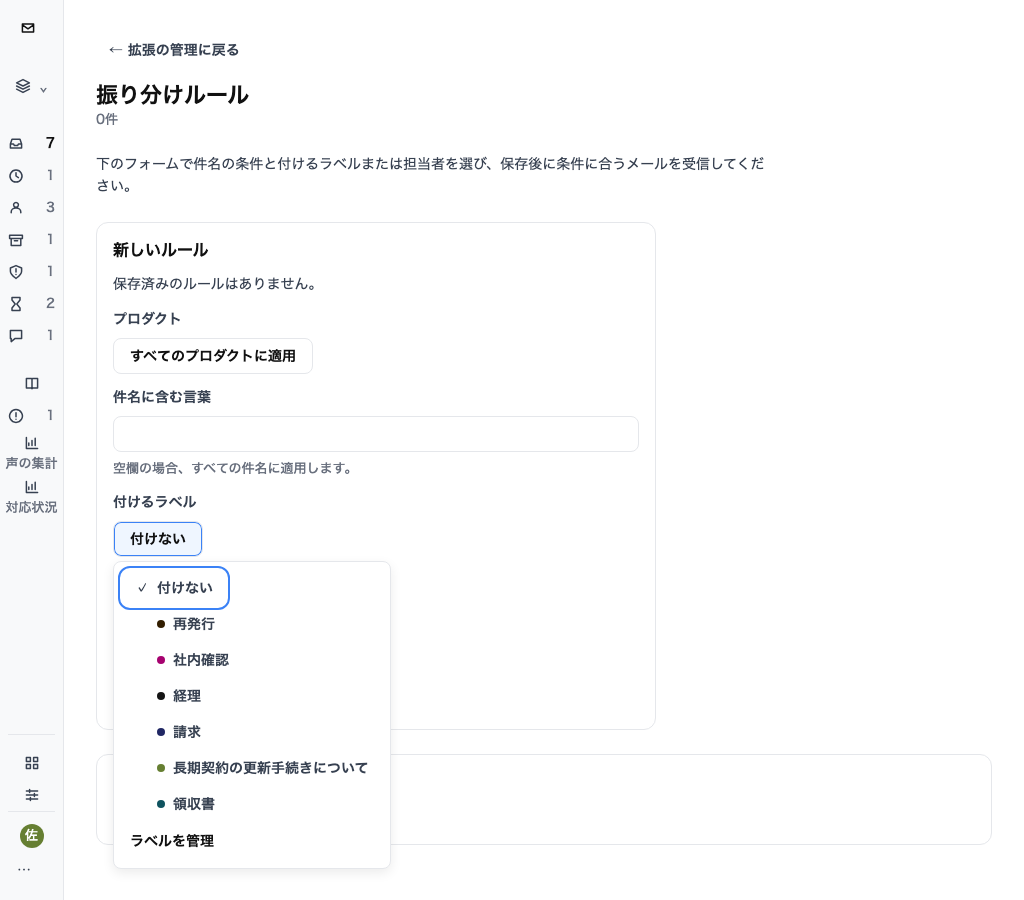 7
1
3
1
1
2
1
1
声の集計
対応状況
佐
…
← 拡張の管理に戻る
振り分けルール
0件
下のフォームで件名の条件と付けるラベルまたは担当者を選び、保存後に条件に合うメールを受信してくだ
さい。
新しいルール
保存済みのルールはありません。
プロダクト
すべてのプロダクトに適用
件名に含む言葉
空欄の場合、すべての件名に適用します。
付けるラベル
付けない
✓ 付けない
再発行
社内確認
経理
請求
長期契約の更新手続きについて
領収書
ラベルを管理